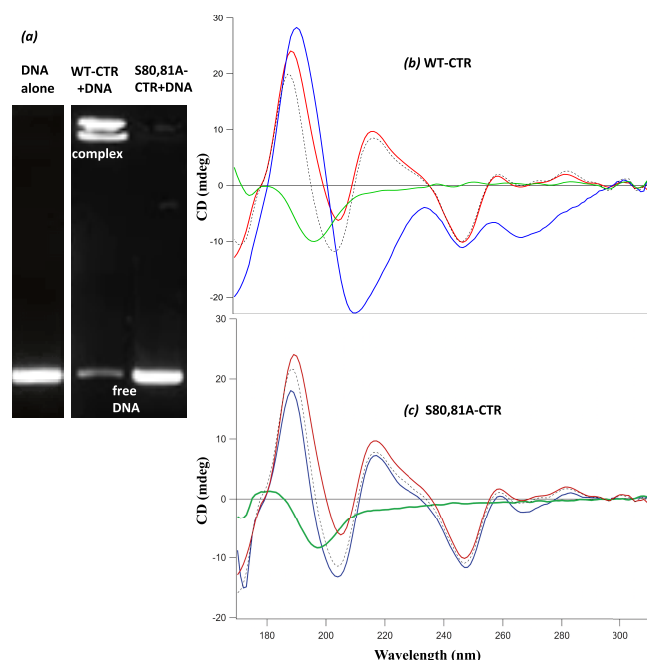 (a)
DNA alone
WT-CTR +DNA
S80,81A- CTR+DNA
complex
free DNA
(b) WT-CTR
30
20
10
0
-10
-20
30
CD (mdeg)
(c) S80,81A-CTR
30
20
10
0
-10
-20
CD (mdeg)
180 200 220 240 260 280 300
Wavelength (nm)